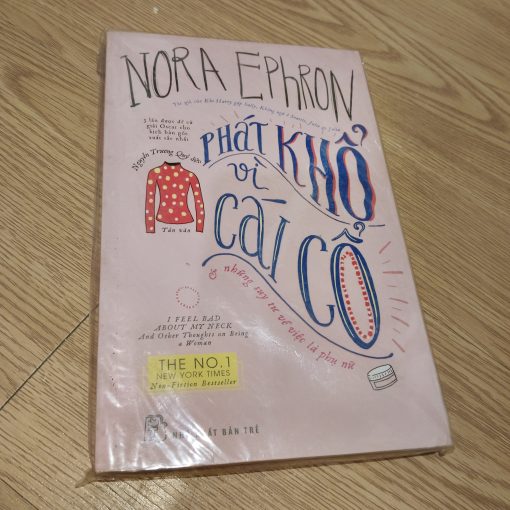 NORA EPHRON
Tác giả của Khi Harry gặp Sally, Không ngủ ở Seattle, Julie & Julia
3 lần được đề cử
giải Oscar cho
kịch bản gốc
xuất sắc nhất
Nguyễn Trương Quý dịch
Tản văn
PHÁT KHỔ
vì
CÁI CỔ
& những suy tư về việc là phụ nữ
I FEEL BAD
ABOUT MY NECK
And Other Thoughts on Being
a Woman
THE NO.1
NEW YORK TIMES
Non-Fiction Bestseller
NHÀ XUẤT BẢN TRẺ